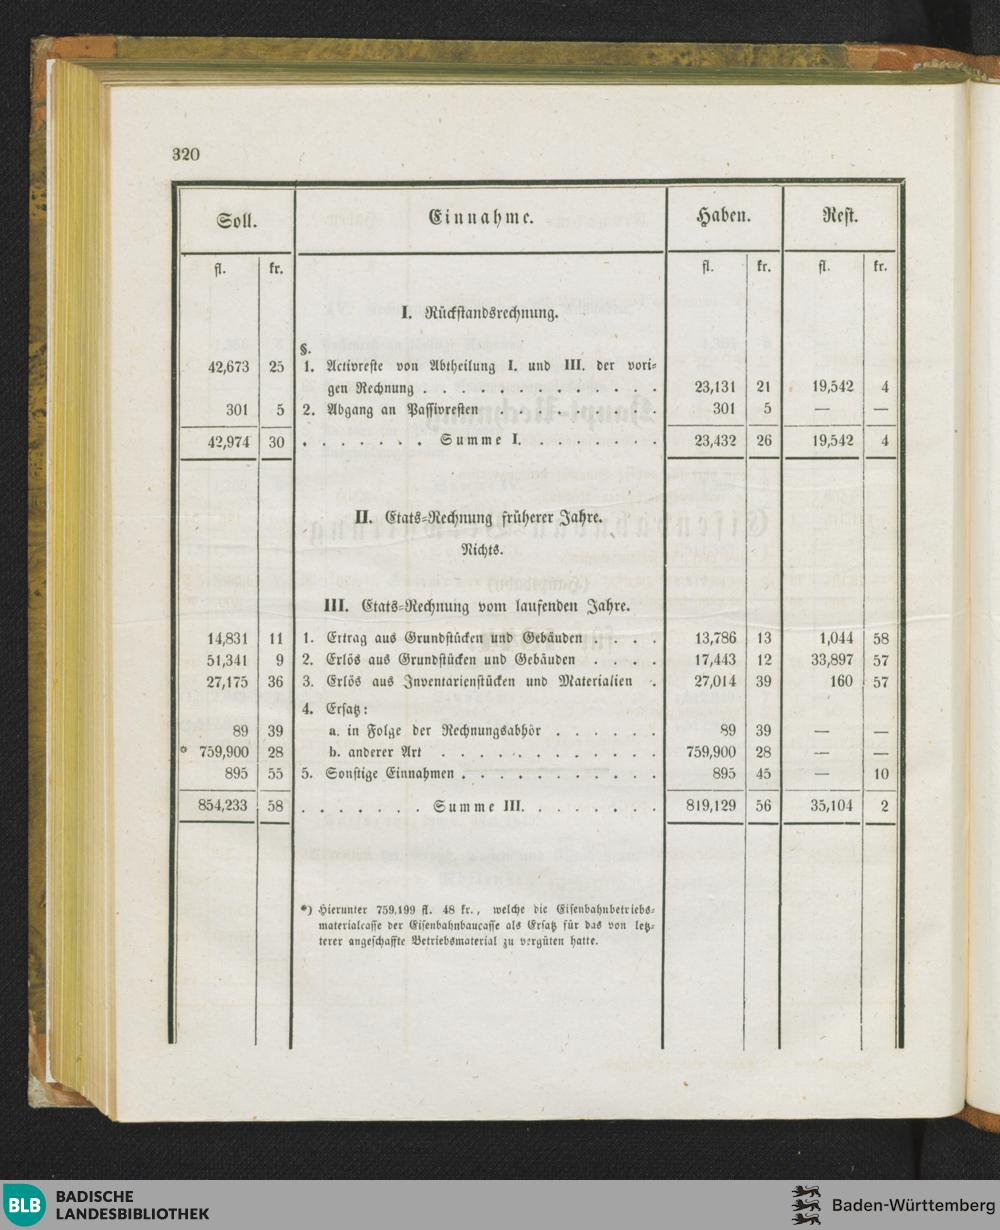 320
Soll. Einnahme. Haben. Rest.
fl. kr. fl. kr. fl. kr.
I. Rückstandsrechnung.
§.
42,673 25 1. Activreste von Abtheilung I. und III. der vori-
gen Rechnung . . . . . . . . . . . . 23,131 21 19,542 4
301 5 2. Abgang an Passivresten . . . . . . . . 301 5 — —
42,974 30 . . . . . . . Summe I. . . . . . . . 23,432 26 19,542 4
II. Etats-Rechnung früherer Jahre.
Nichts.
III. Etats-Rechnung vom laufenden Jahre.
14,831 11 1. Ertrag aus Grundstücken und Gebäuden . . . . 13,786 13 1,044 58
51,341 9 2. Erlös aus Grundstücken und Gebäuden . . . . 17,443 12 33,897 57
27,175 36 3. Erlös aus Inventarienstücken und Materialien . 27,014 39 160 57
4. Ersatz:
89 39 a. in Folge der Rechnungsabhör . . . . . . 89 39 — —
* 759,900 28 b. anderer Art . . . . . . . . . . . 759,900 28 — —
895 55 5. Sonstige Einnahmen . . . . . . . . . . . 895 45 — 10
854,233 58 . . . . . . . Summe III. . . . . . . . 819,129 56 35,104 2
*) Hierunter 759,199 fl. 48 kr., welche die Eisenbahnbetriebs-
materialcasse der Eisenbahnbaucasse als Ersatz für das von letz-
terer angeschaffte Betriebsmaterial zu vergüten hatte.
BLB BADISCHE
LANDESBIBLIOTHEK
Baden-Württemberg